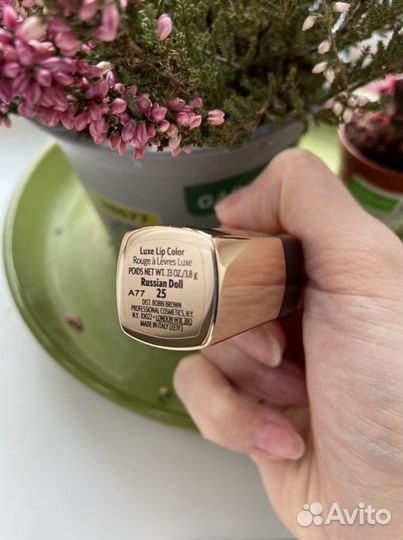 Luxe Lip Color
Rouge à Lèvres Luxe
POIDS NET WT. .13 OZ./3.8 g
Russian Doll
A77 25
DIST. BOBBI BROWN
PROFESSIONAL COSMETICS, N.Y.
N.Y. 10022 • LONDON W1K 3BQ
MADE IN ITALY
Avito